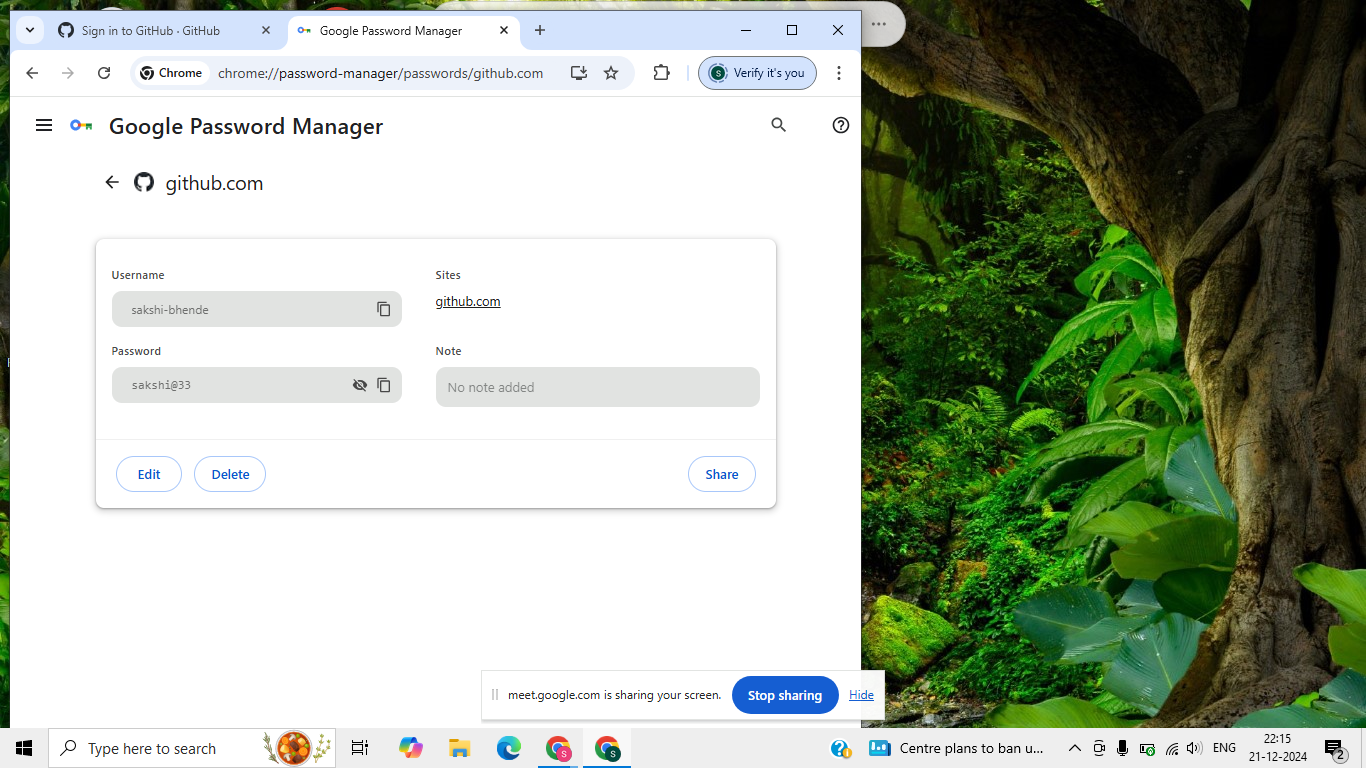 Sign in to GitHub · GitHub
Google Password Manager
Chrome
chrome://password-manager/passwords/github.com
S
Verify it's you
Google Password Manager
github.com
Username
Sites
sakshi-bhende
github.com
Password
Note
sakshi@33
No note added
Edit
Delete
Share
meet.google.com is sharing your screen.
Stop sharing
Hide
Type here to search
S
S
Centre plans to ban u...
ENG
22:15
21-12-2024
2